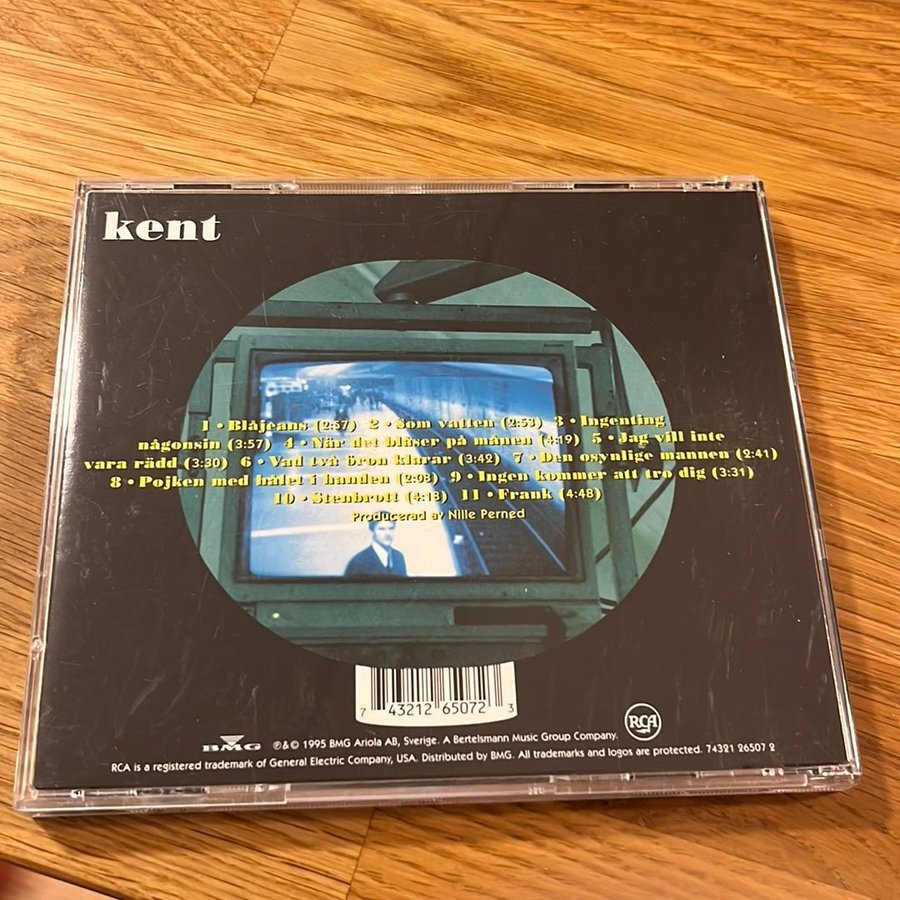 kent
1 • Blåjeans (2:57) 2 • Som vatten (2:53) 3 • Ingenting
någonsin (3:57) 4 • När det blåser på månen (4:19) 5 • Jag vill inte
vara rädd (3:30) 6 • Vad två öron klarar (3:42) 7 • Den osynlige mannen (2:41)
8 • Pojken med hålet i handen (2:03) 9 • Ingen kommer att tro dig (3:31)
10 • Stenbrott (4:13) 11 • Frank (4:48)
Producerad av Nille Perned
7 43212 65072 3
RCA
BMG ℗&© 1995 BMG Ariola AB, Sverige. A Bertelsmann Music Group Company.
RCA is a registered trademark of General Electric Company, USA. Distributed by BMG. All trademarks and logos are protected. 74321 26507 2